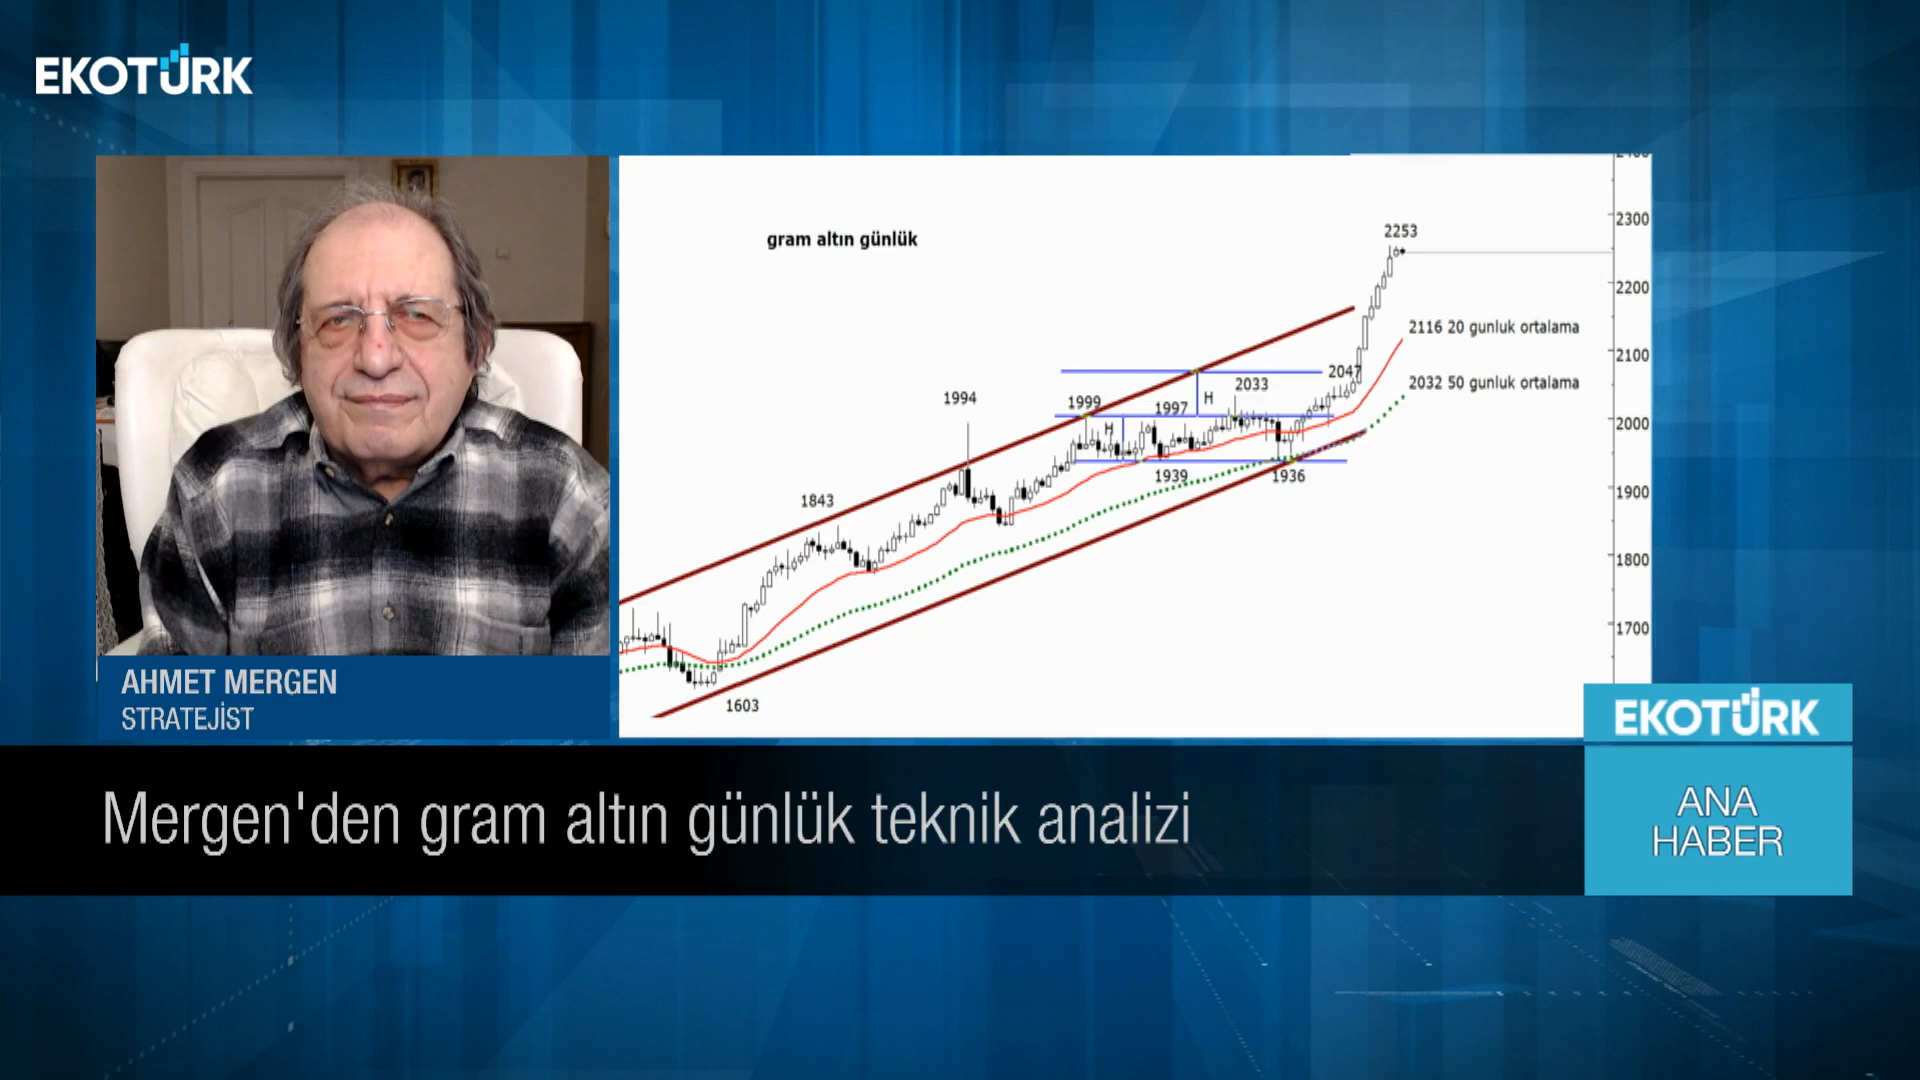 EKOTÜRK
gram altın günlük
2253
2400
2300
2200
2116 20 gunluk ortalama
2100
2047
2033
2032 50 gunluk ortalama
H
1994
1999
1997
2000
H
1939
1936
1843
1900
1800
1700
1603
AHMET MERGEN
STRATEJİST
EKOTÜRK
Mergen'den gram altın günlük teknik analizi
ANA
HABER